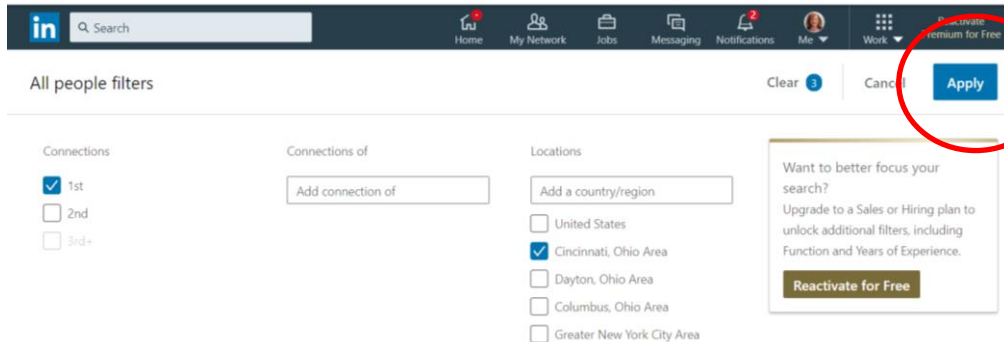 in
Search
Home
My Network
Jobs
Messaging
2
Notifications
Me
Work
Reactivate
Premium for Free
All people filters
Clear 3
Cancel
Apply
Connections
1st
2nd
3rd+
Connections of
Add connection of
Locations
Add a country/region
United States
Cincinnati, Ohio Area
Dayton, Ohio Area
Columbus, Ohio Area
Greater New York City Area
Want to better focus your
search?
Upgrade to a Sales or Hiring plan to
unlock additional filters, including
Function and Years of Experience.
Reactivate for Free